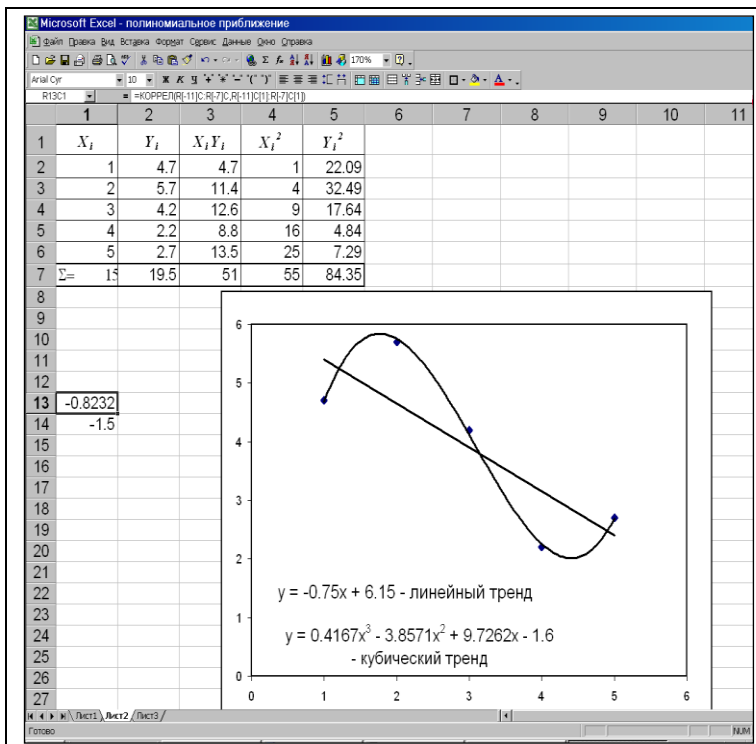 Microsoft Excel - полиномиальное приближение
Файл Правка Вид Вставка Формат Сервис Данные Окно Справка
170%
Arial Cyr 10 Ж К Ч
R13C1 = =КОРРЕЛ(R[-11]C:R[-7]C,R[-11]C[1]:R[-7]C[1])
1 2 3 4 5 6 7 8 9 10 11
1 Xᵢ Yᵢ XᵢYᵢ Xᵢ² Yᵢ²
2 1 4.7 4.7 1 22.09
3 2 5.7 11.4 4 32.49
4 3 4.2 12.6 9 17.64
5 4 2.2 8.8 16 4.84
6 5 2.7 13.5 25 7.29
7 Σ= 15 19.5 51 55 84.35
8
9
10
11
12
13 -0.8232
14 -1.5
15
16
17
18
19
20
21
22
23
24
25
26
27
6
5
4
3
2
1
0
y = -0.75x + 6.15 - линейный тренд
y = 0.4167x³ - 3.8571x² + 9.7262x - 1.6
- кубический тренд
0 1 2 3 4 5 6
Лист1 Лист2 Лист3
Готово NUM